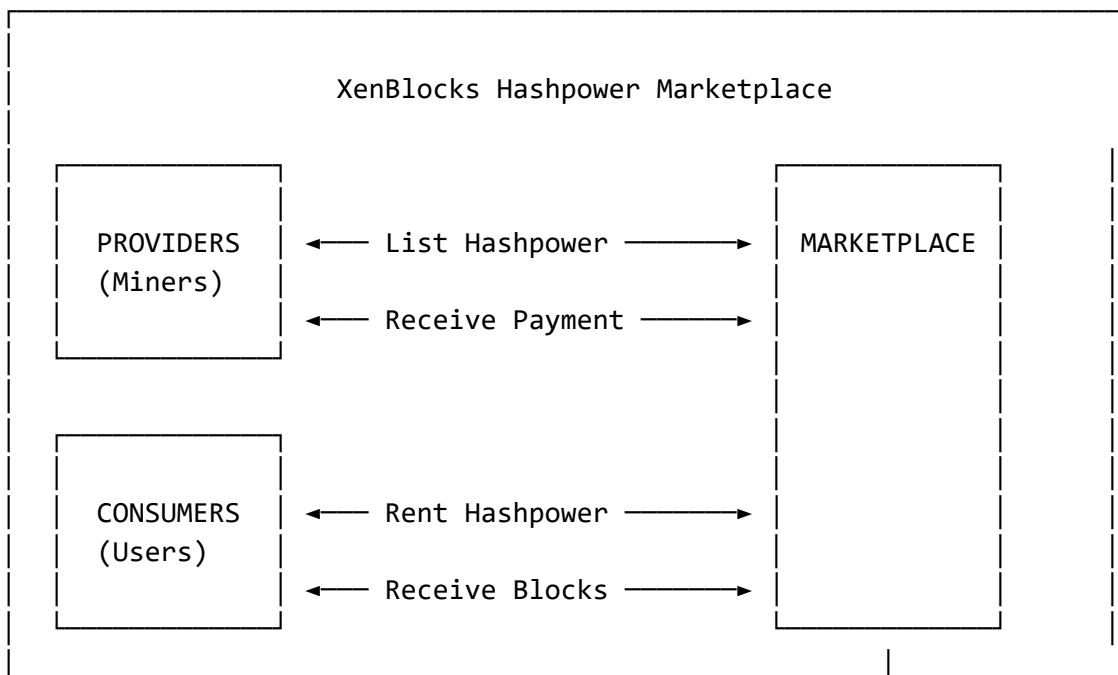 XenBlocks Hashpower Marketplace
PROVIDERS
(Miners)
List Hashpower
Receive Payment
MARKETPLACE
CONSUMERS
(Users)
Rent Hashpower
Receive Blocks